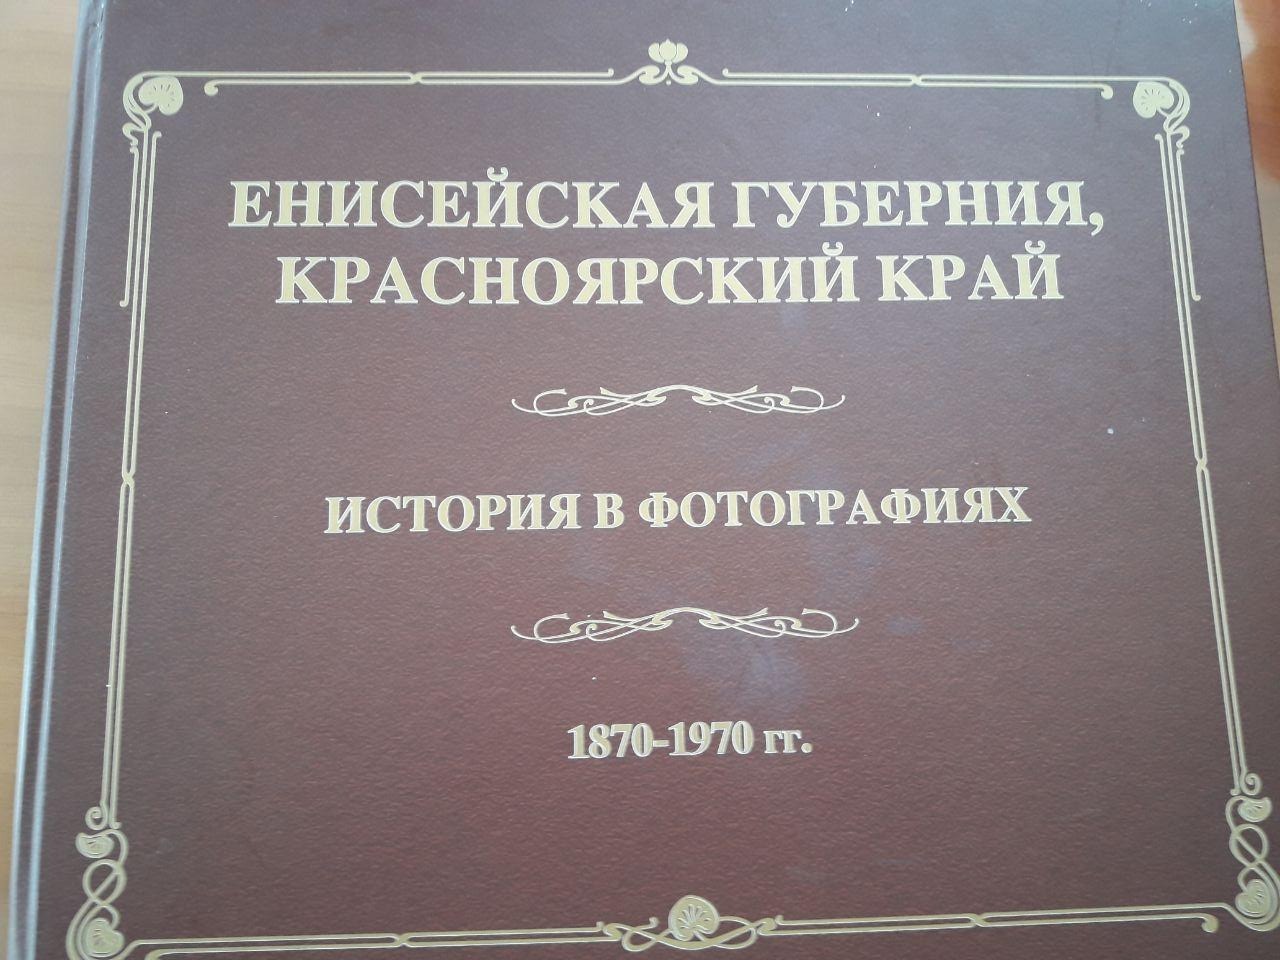 ЕНИСЕЙСКАЯ ГУБЕРНИЯ,
КРАСНОЯРСКИЙ КРАЙ
ИСТОРИЯ В ФОТОГРАФИЯХ
1870-1970 гг.